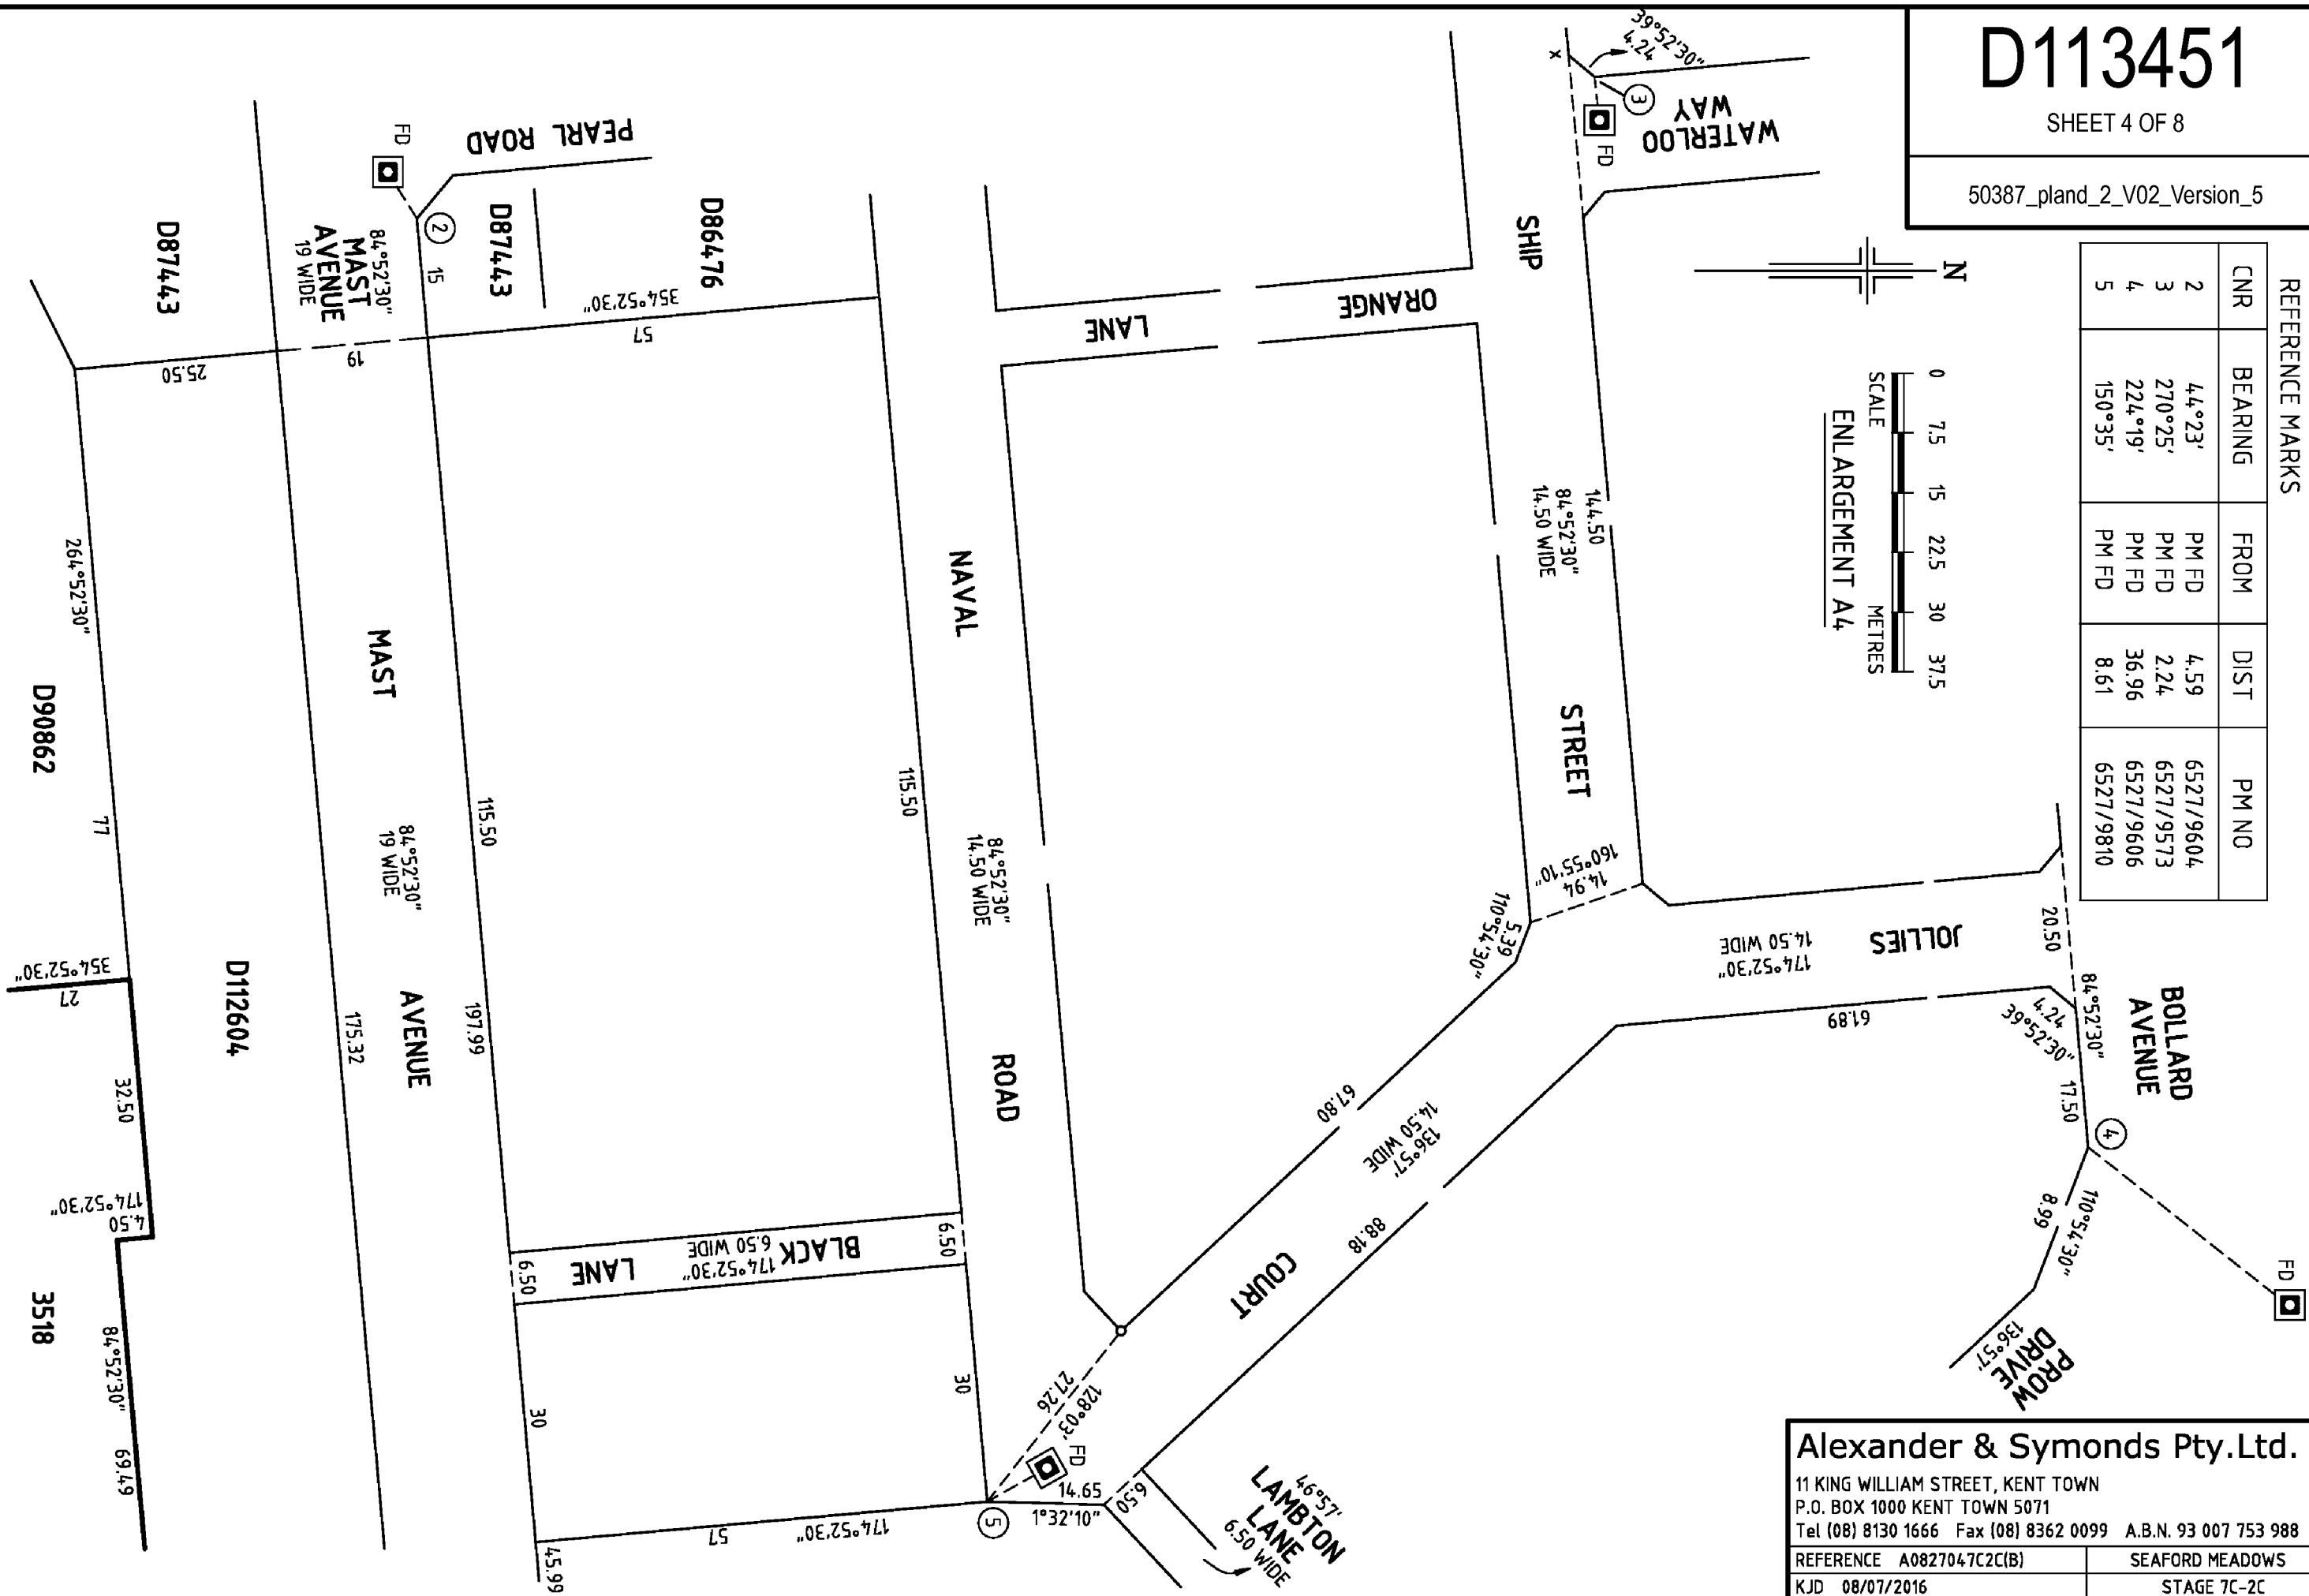 D113451
SHEET 4 OF 8
50387_pland_2_V02_Version_5
REFERENCE MARKS
CNR BEARING FROM DIST PM NO
2 44°23' PM FD 4.59 6527/9604
3 270°25' PM FD 2.24 6527/9573
4 224°19' PM FD 36.96 6527/9606
5 150°35' PM FD 8.61 6527/9810
N
0 7.5 15 22.5 30 37.5
SCALE METRES
ENLARGEMENT A4
39°52'30"
4.24
x
3
FD
WATERLOO
WAY
SHIP
STREET
144.50
84°52'30"
14.50 WIDE
160°55'10"
14.94
5.39
110°54'30"
JOLLIES
174°52'30"
14.50 WIDE
20.50
84°52'30"
BOLLARD
AVENUE
4.24
39°52'30"
17.50
4
61.89
110°54'30"
8.99
FD
PROW
DRIVE
136°57'
67.80
136°57'
14.50 WIDE
88.18
COURT
ORANGE
LANE
NAVAL
ROAD
84°52'30"
14.50 WIDE
115.50
6.50
30
128°03'
27.26
FD
14.65
1°32'10"
5
6.50
46°57'
LAMBTON
LANE
6.50 WIDE
PEARL ROAD
FD
2
15
D87443
D86476
354°52'30"
57
84°52'30"
MAST
AVENUE
19 WIDE
19
25.50
D87443
MAST
AVENUE
84°52'30"
19 WIDE
115.50
197.99
175.32
BLACK
LANE
174°52'30"
6.50 WIDE
6.50
30
174°52'30"
57
45.99
264°52'30"
77
D90862
D112604
354°52'30"
27
32.50
174°52'30"
4.50
3518
84°52'30"
69.49
Alexander & Symonds Pty.Ltd.
11 KING WILLIAM STREET, KENT TOWN
P.O. BOX 1000 KENT TOWN 5071
Tel (08) 8130 1666 Fax (08) 8362 0099 A.B.N. 93 007 753 988
REFERENCE A0827047C2C(B) SEAFORD MEADOWS
KJD 08/07/2016 STAGE 7C-2C